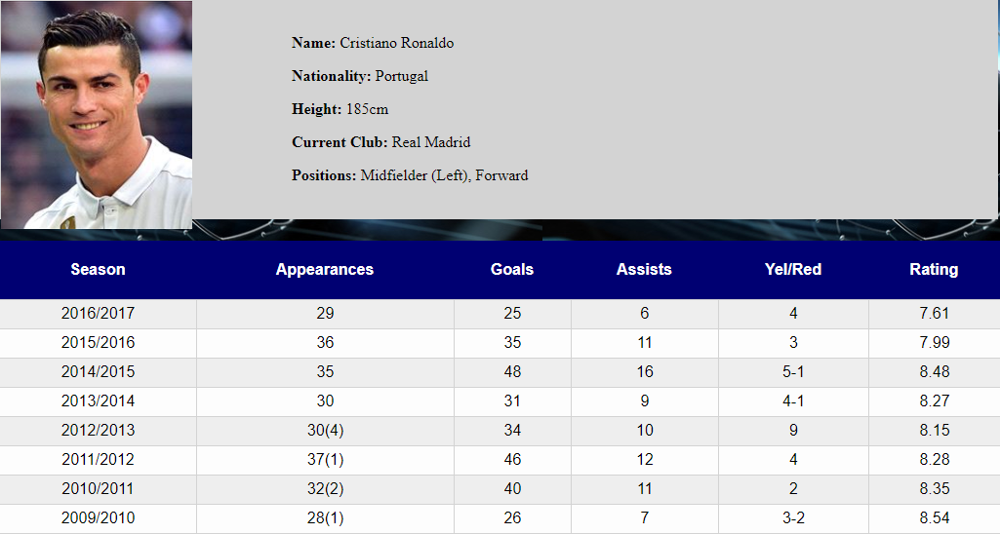 Name: Cristiano Ronaldo
Nationality: Portugal
Height: 185cm
Current Club: Real Madrid
Positions: Midfielder (Left), Forward
Season Appearances Goals Assists Yel/Red Rating
2016/2017 29 25 6 4 7.61
2015/2016 36 35 11 3 7.99
2014/2015 35 48 16 5-1 8.48
2013/2014 30 31 9 4-1 8.27
2012/2013 30(4) 34 10 9 8.15
2011/2012 37(1) 46 12 4 8.28
2010/2011 32(2) 40 11 2 8.35
2009/2010 28(1) 26 7 3-2 8.54